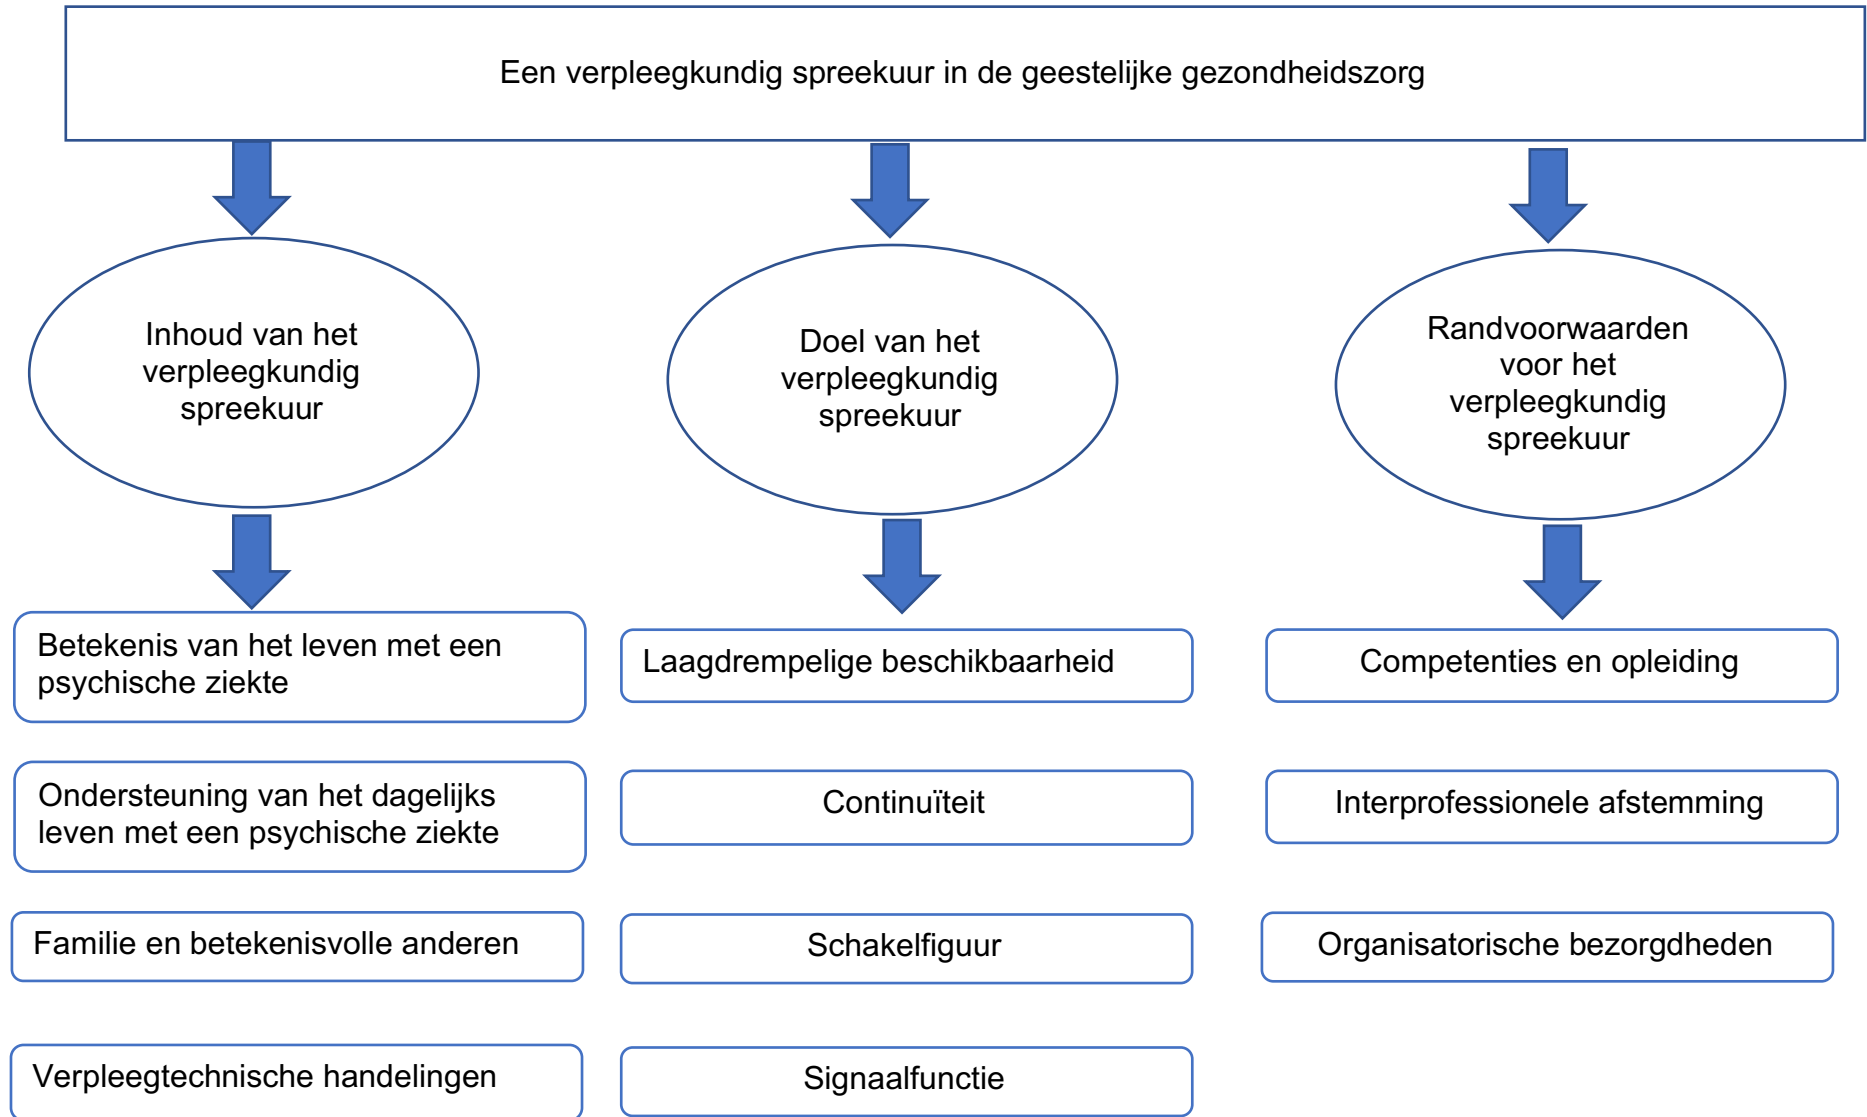 Een verpleegkundig spreekuur in de geestelijke gezondheidszorg
Inhoud van het
verpleegkundig
spreekuur
Doel van het
verpleegkundig
spreekuur
Randvoorwaarden
voor het
verpleegkundig
spreekuur
Betekenis van het leven met een
psychische ziekte
Ondersteuning van het dagelijks
leven met een psychische ziekte
Familie en betekenisvolle anderen
Verpleegtechnische handelingen
Laagdrempelige beschikbaarheid
Continuïteit
Schakelfiguur
Signaalfunctie
Competenties en opleiding
Interprofessionele afstemming
Organisatorische bezorgdheden